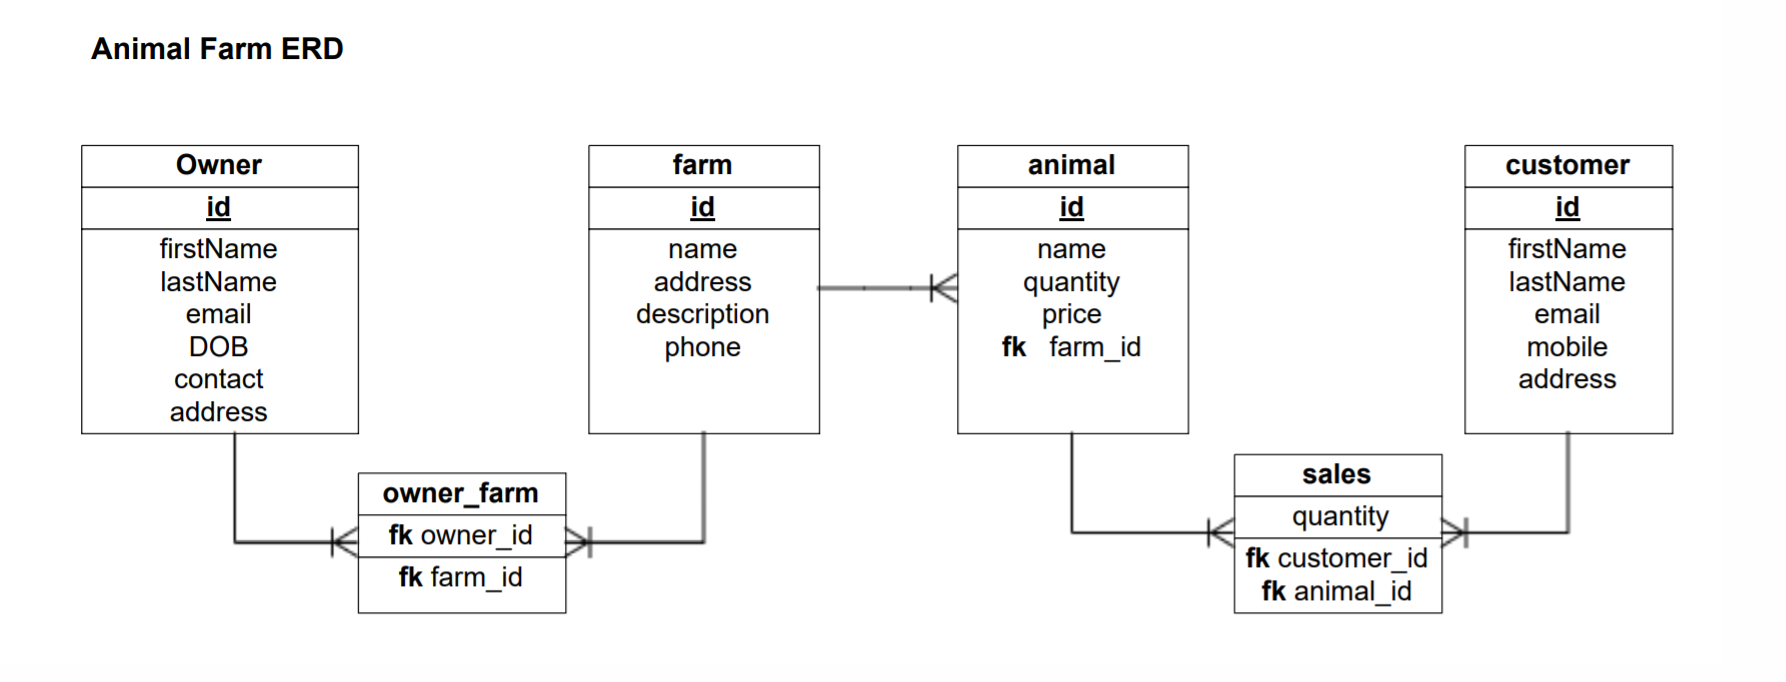 Animal Farm ERD
Owner
id
firstName
lastName
email
DOB
contact
address
farm
id
name
address
description
phone
animal
id
name
quantity
price
fk farm_id
customer
id
firstName
lastName
email
mobile
address
owner_farm
fk owner_id
fk farm_id
sales
quantity
fk customer_id
fk animal_id